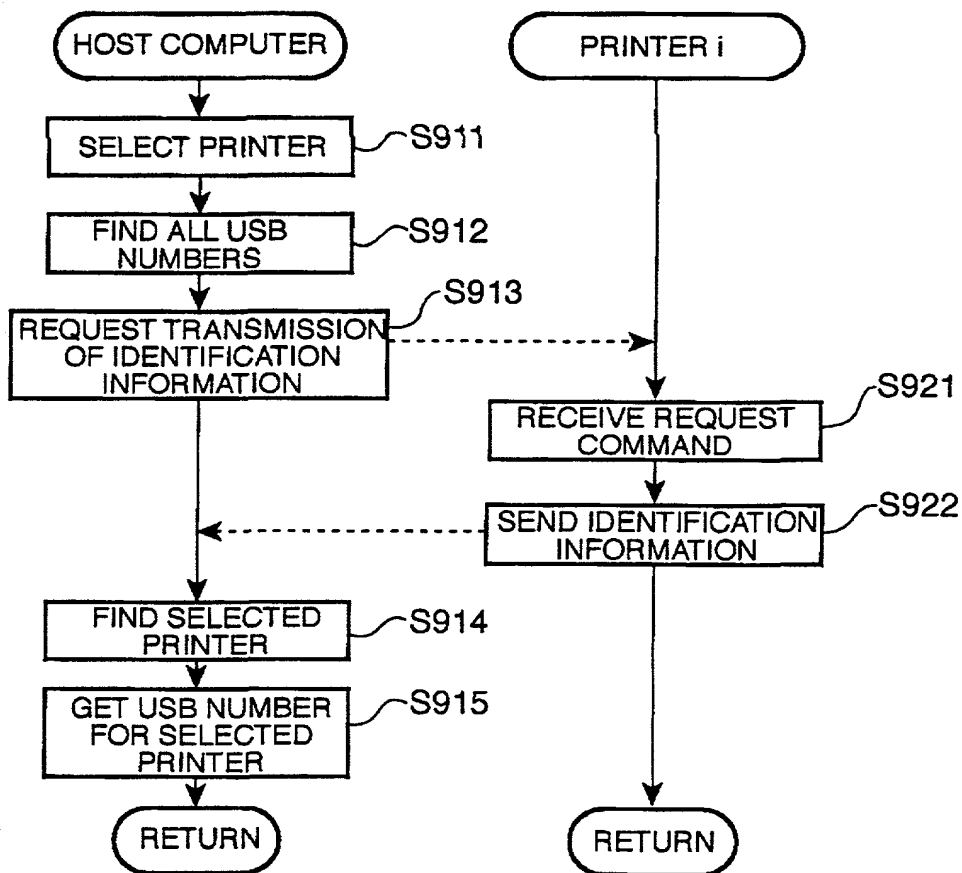 HOST COMPUTER
PRINTER i
SELECT PRINTER
S911
FIND ALL USB
NUMBERS
S912
S913
REQUEST TRANSMISSION
OF IDENTIFICATION
INFORMATION
S921
RECEIVE REQUEST
COMMAND
S922
SEND IDENTIFICATION
INFORMATION
FIND SELECTED
PRINTER
S914
GET USB NUMBER
FOR SELECTED
PRINTER
S915
RETURN
RETURN